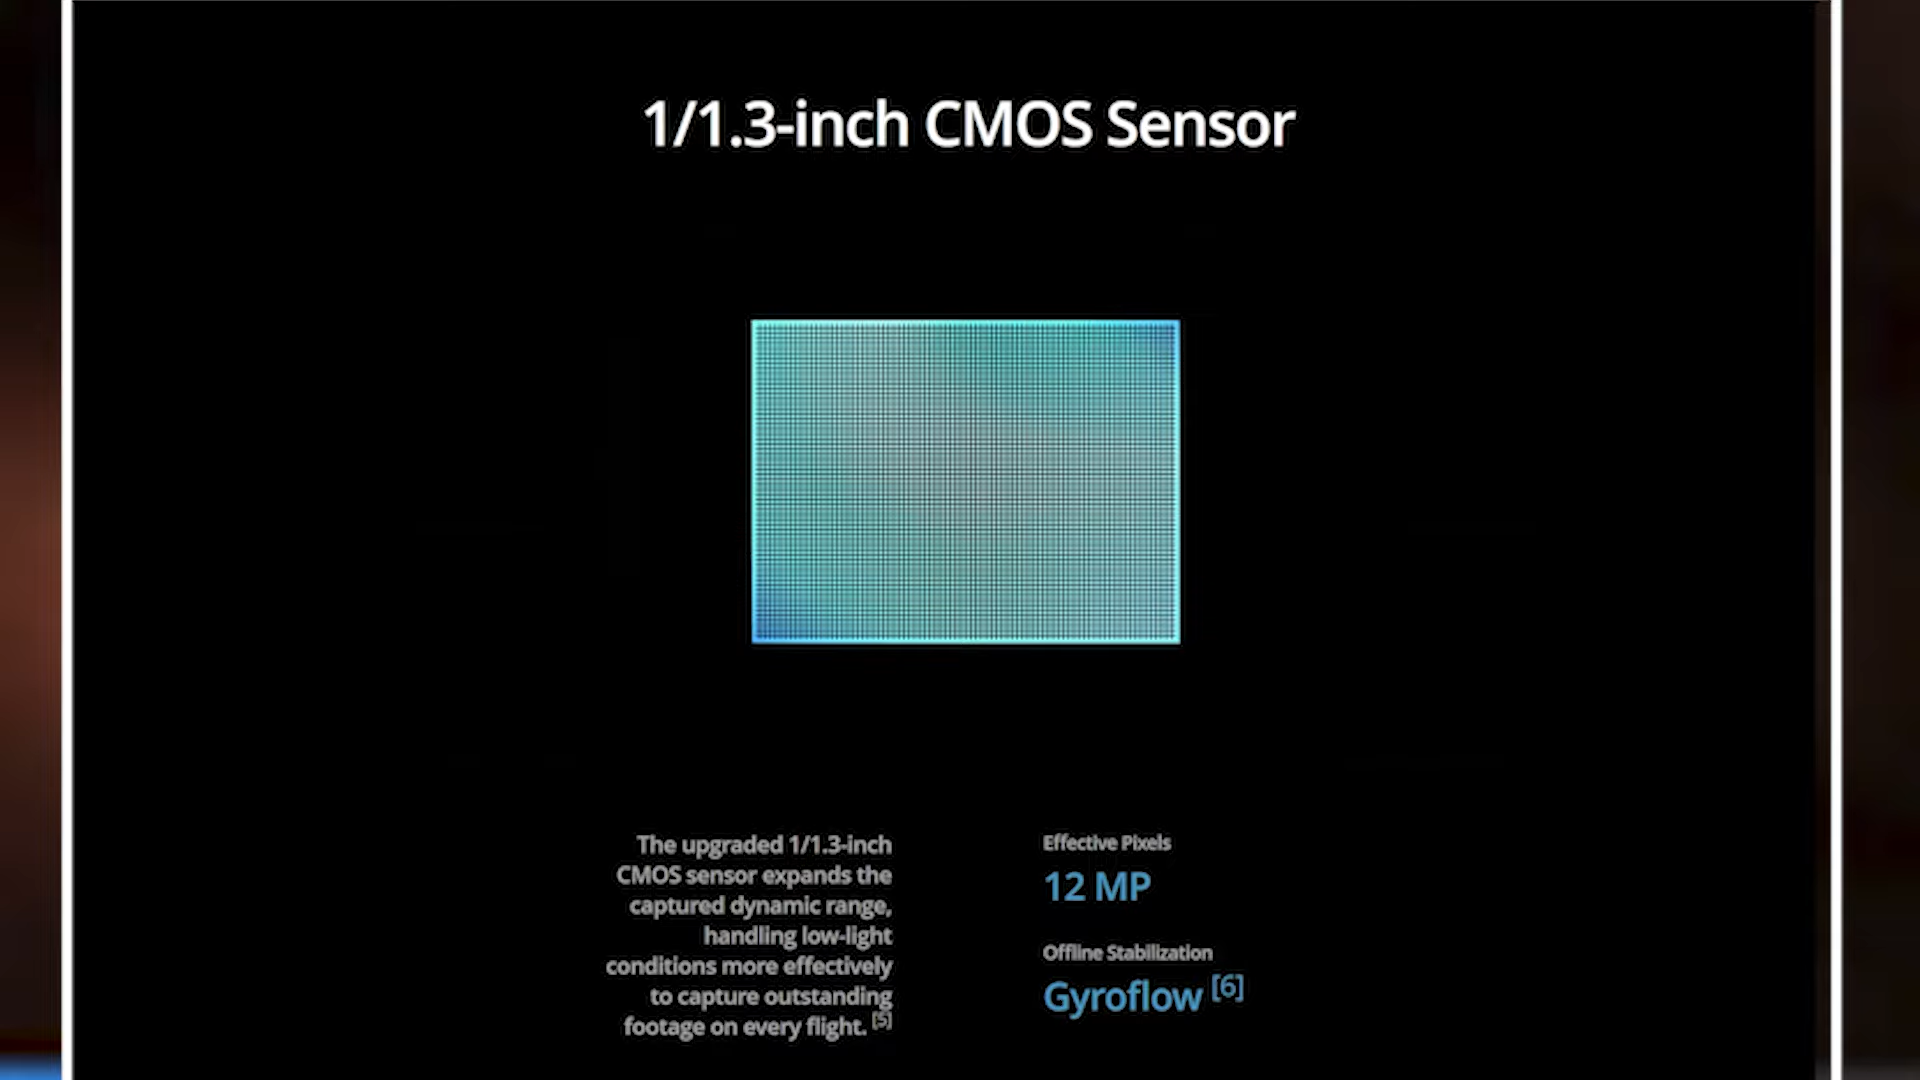 1/1.3-inch CMOS Sensor
The upgraded 1/1.3-inch
CMOS sensor expands the
captured dynamic range,
handling low-light
conditions more effectively
to capture outstanding
footage on every flight. [5]
Effective Pixels
12 MP
Offline Stabilization
Gyroflow [6]